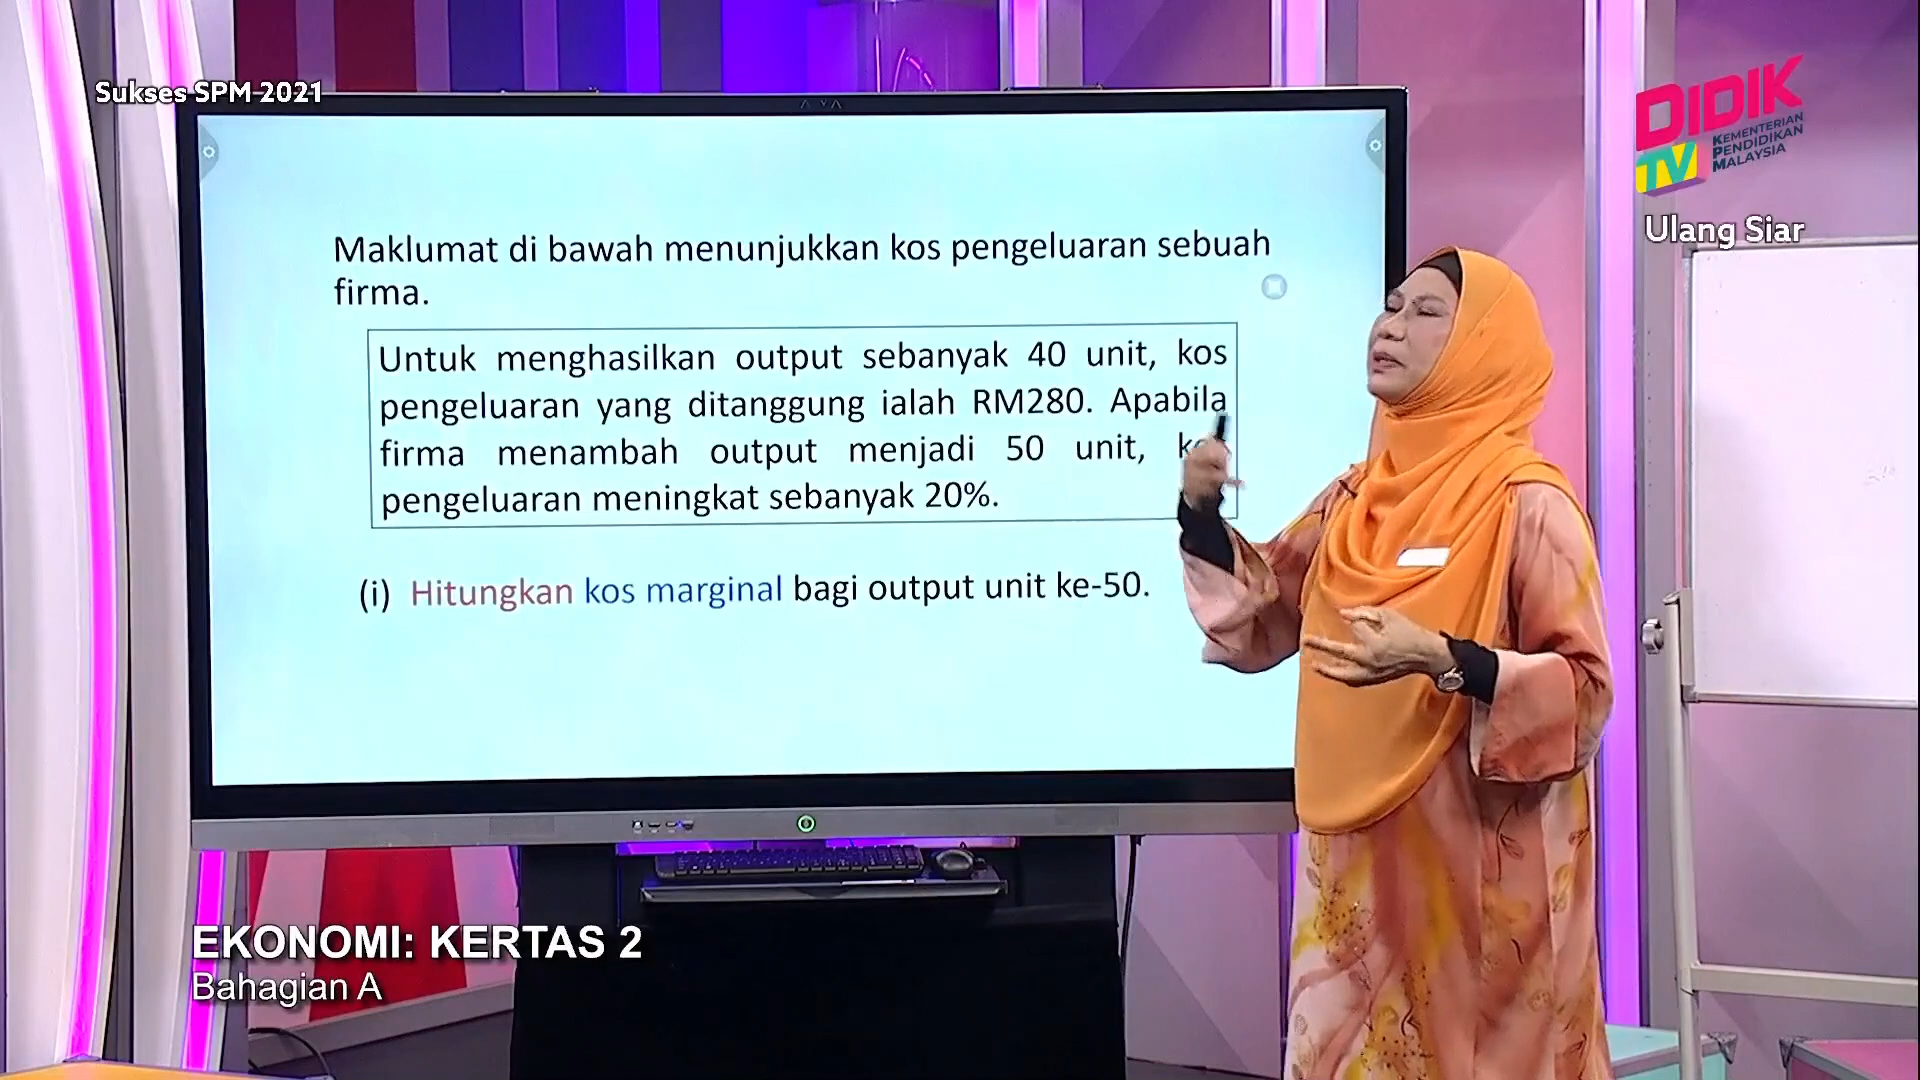 Sukses SPM 2021
DIDIK
TV
KEMENTERIAN
PENDIDIKAN
MALAYSIA
Ulang Siar
Maklumat di bawah menunjukkan kos pengeluaran sebuah
firma.
Untuk menghasilkan output sebanyak 40 unit, kos
pengeluaran yang ditanggung ialah RM280. Apabila
firma menambah output menjadi 50 unit,
pengeluaran meningkat sebanyak 20%.
(i) Hitungkan kos marginal bagi output unit ke-50.
EKONOMI: KERTAS 2
Bahagian A